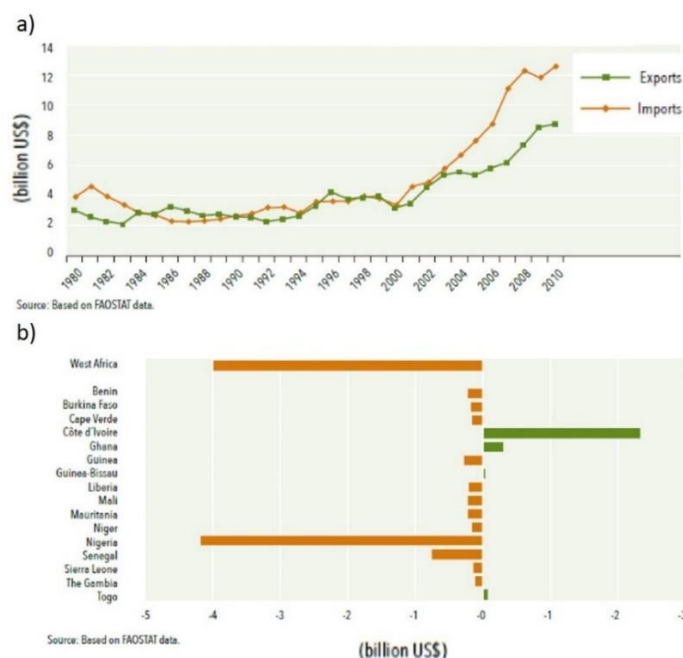 a)
14
12
10
8
6
4
2
0
(billion US$)
Exports
Imports
1980
1982
1984
1986
1988
1990
1992
1994
1996
1998
2000
2002
2004
2006
2008
2010
Source: Based on FAOSTAT data.
b)
West Africa
Benin
Burkina Faso
Cape Verde
Côte d'Ivoire
Ghana
Guinea
Guinea-Bissau
Liberia
Mali
Mauritania
Niger
Nigeria
Senegal
Sierra Leone
The Gambia
Togo
-5 -4 -3 -2 -1 -0 -1 -2 -3
Source: Based on FAOSTAT data.
(billion US$)